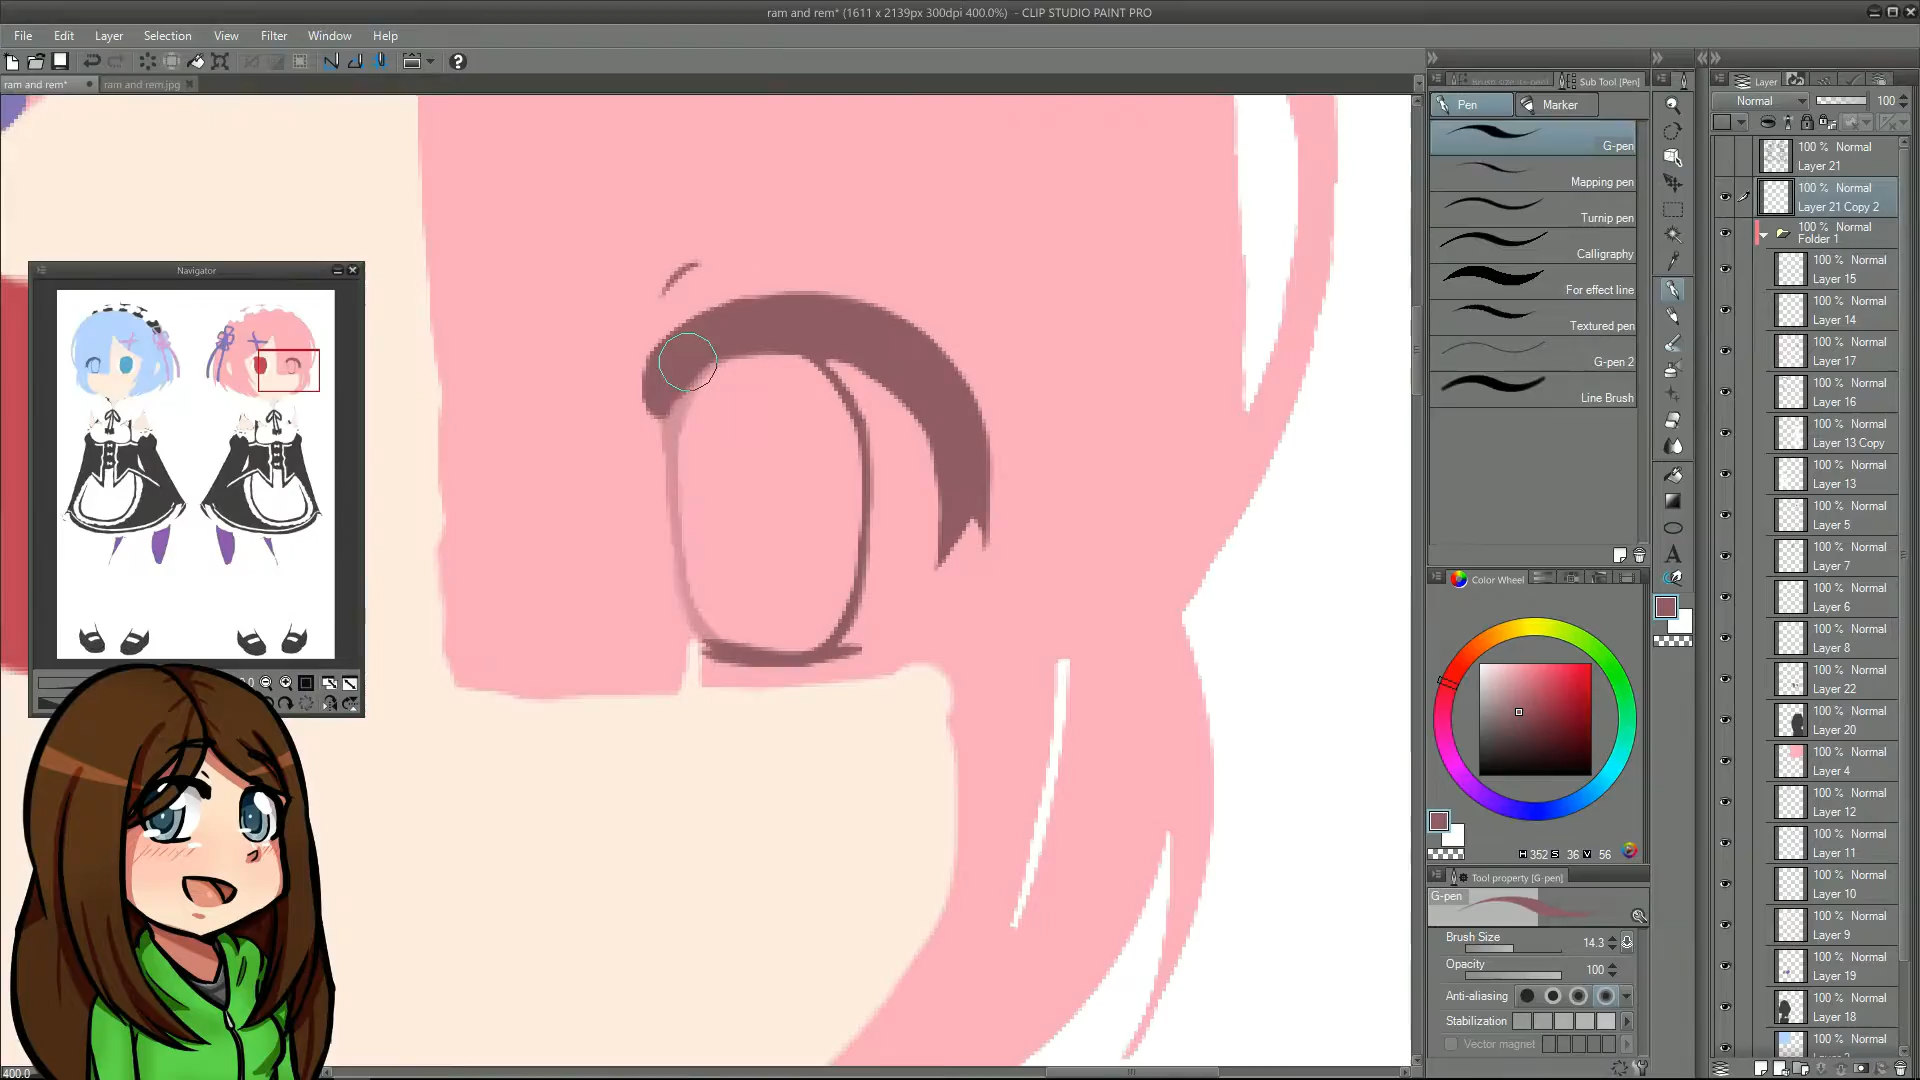 ram and rem* (1611 x 2139px 300dpi 400.0%) - CLIP STUDIO PAINT PRO
File Edit Layer Selection View Filter Window Help
ram and rem*
ram and rem.jpg
Navigator
400.0
Sub Tool [Pen]
Pen
Marker
G-pen
Mapping pen
Turnip pen
Calligraphy
For effect line
Textured pen
G-pen 2
Line Brush
Color Wheel
H 352 S 36 V 56
Tool property [G-pen]
G-pen
Brush Size 14.3
Opacity 100
Anti-aliasing
Stabilization
Vector magnet
Layer
Normal 100
100 % Normal
Layer 21
100 % Normal
Layer 21 Copy 2
100 % Normal
Folder 1
100 % Normal
Layer 15
100 % Normal
Layer 14
100 % Normal
Layer 17
100 % Normal
Layer 16
100 % Normal
Layer 13 Copy
100 % Normal
Layer 13
100 % Normal
Layer 5
100 % Normal
Layer 7
100 % Normal
Layer 6
100 % Normal
Layer 8
100 % Normal
Layer 22
100 % Normal
Layer 20
100 % Normal
Layer 4
100 % Normal
Layer 12
100 % Normal
Layer 11
100 % Normal
Layer 10
100 % Normal
Layer 9
100 % Normal
Layer 19
100 % Normal
Layer 18
100 % Normal